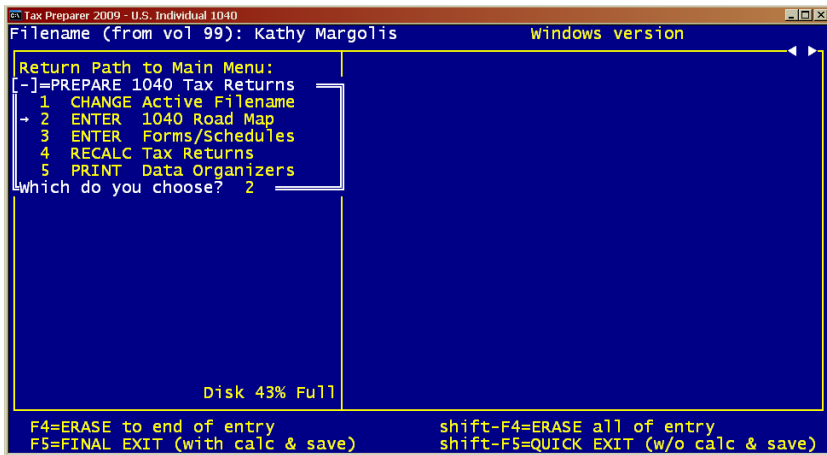 Tax Preparer 2009 - U.S. Individual 1040
Filename (from vol 99): Kathy Margolis Windows version
Return Path to Main Menu:
[-]=PREPARE 1040 Tax Returns
1 CHANGE Active Filename
→ 2 ENTER 1040 Road Map
3 ENTER Forms/Schedules
4 RECALC Tax Returns
5 PRINT Data Organizers
Which do you choose? 2
Disk 43% Full
F4=ERASE to end of entry shift-F4=ERASE all of entry
F5=FINAL EXIT (with calc & save) shift-F5=QUICK EXIT (w/o calc & save)